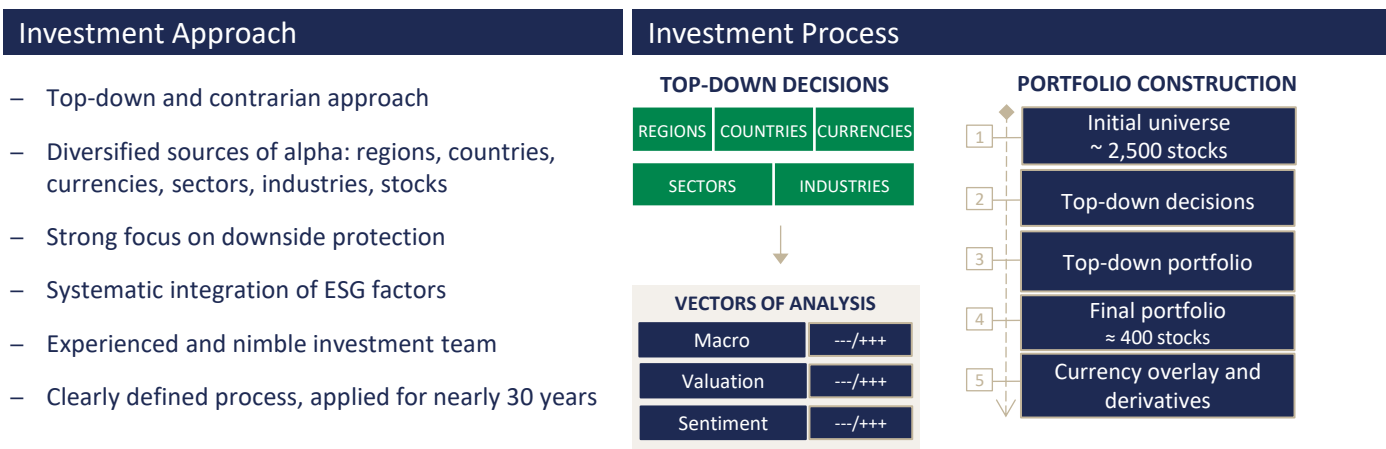 Investment Approach
– Top-down and contrarian approach
– Diversified sources of alpha: regions, countries,
currencies, sectors, industries, stocks
– Strong focus on downside protection
– Systematic integration of ESG factors
– Experienced and nimble investment team
– Clearly defined process, applied for nearly 30 years
Investment Process
TOP-DOWN DECISIONS
REGIONS COUNTRIES CURRENCIES
SECTORS INDUSTRIES
VECTORS OF ANALYSIS
Macro ---/+++
Valuation ---/+++
Sentiment ---/+++
PORTFOLIO CONSTRUCTION
1 Initial universe
~ 2,500 stocks
2 Top-down decisions
3 Top-down portfolio
4 Final portfolio
≈ 400 stocks
5 Currency overlay and
derivatives